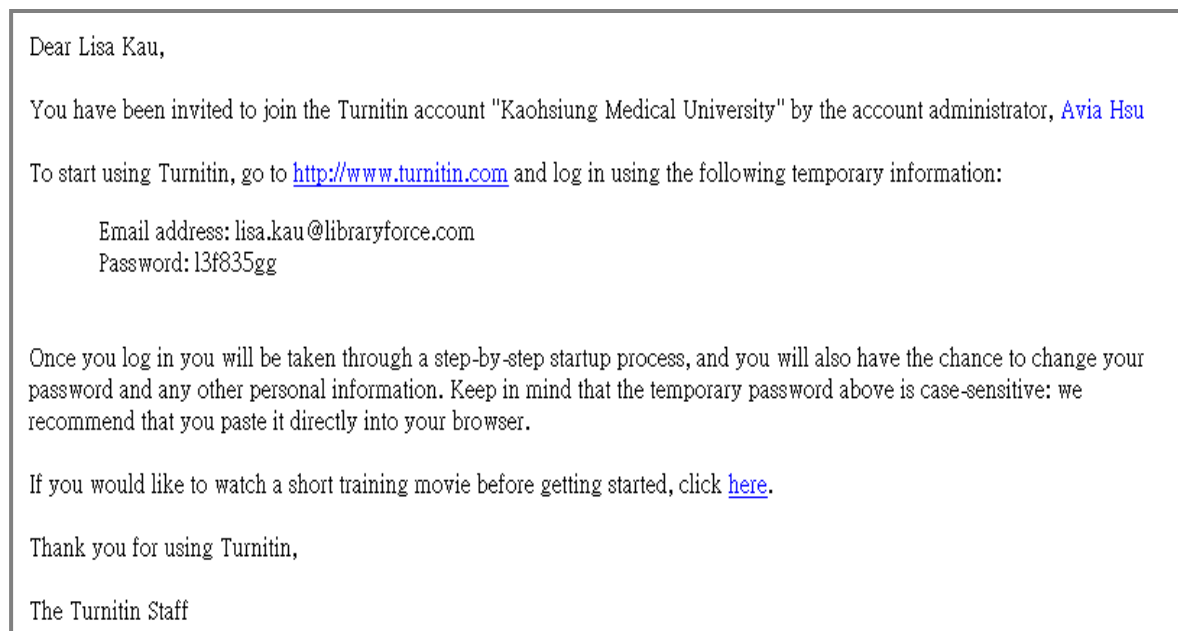 Dear Lisa Kau,
You have been invited to join the Turnitin account "Kaohsiung Medical University" by the account administrator, Avia Hsu
To start using Turnitin, go to http://www.turnitin.com and log in using the following temporary information:
Email address: lisa.kau@libraryforce.com
Password: l3f835gg
Once you log in you will be taken through a step-by-step startup process, and you will also have the chance to change your
password and any other personal information. Keep in mind that the temporary password above is case-sensitive: we
recommend that you paste it directly into your browser.
If you would like to watch a short training movie before getting started, click here.
Thank you for using Turnitin,
The Turnitin Staff